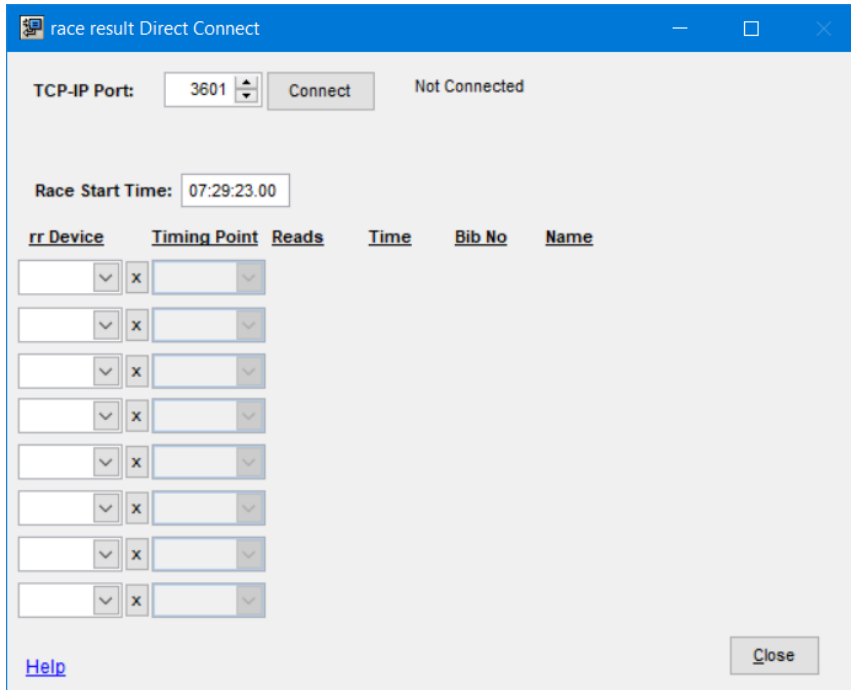 race result Direct Connect
TCP-IP Port: 3601 Connect Not Connected
Race Start Time: 07:29:23.00
rr Device Timing Point Reads Time Bib No Name
x
x
x
x
x
x
x
x
Help
Close